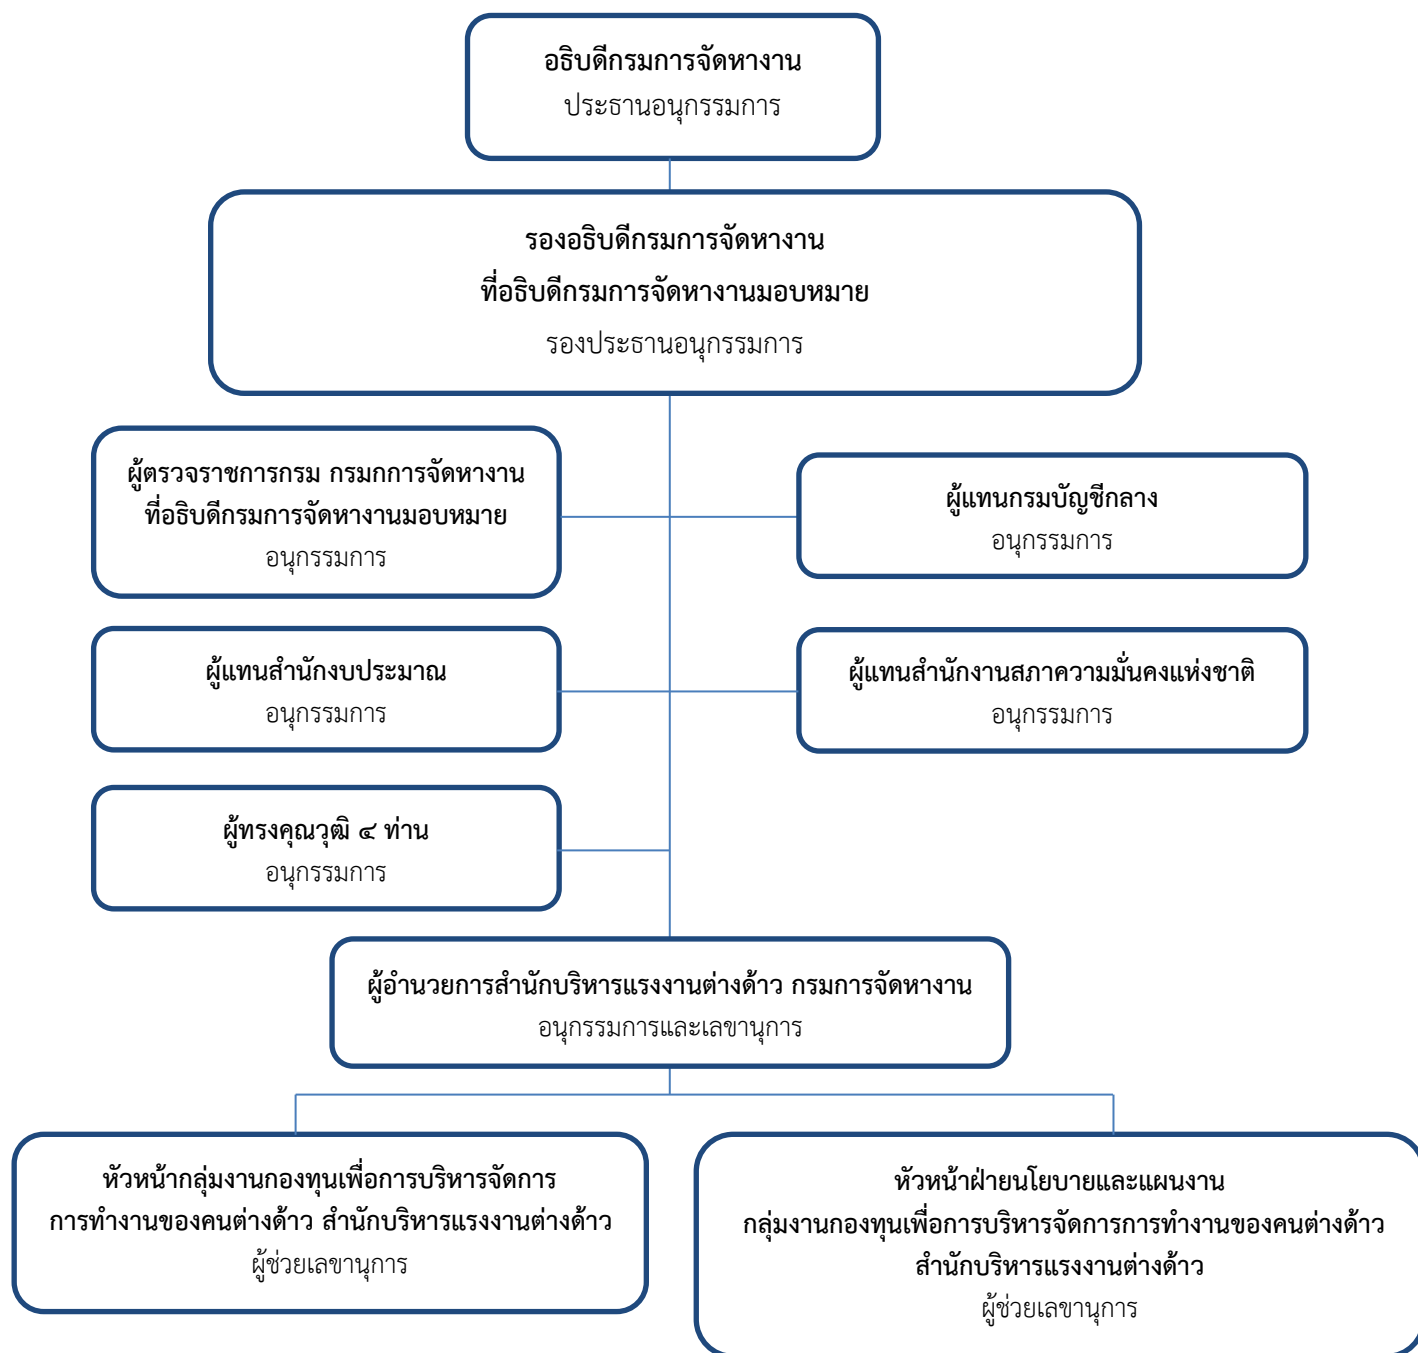 อธิบดีกรมการจัดหางาน
ประธานอนุกรรมการ
รองอธิบดีกรมการจัดหางาน
ที่อธิบดีกรมการจัดหางานมอบหมาย
รองประธานอนุกรรมการ
ผู้ตรวจราชการกรม กรมกการจัดหางาน
ที่อธิบดีกรมการจัดหางานมอบหมาย
อนุกรรมการ
ผู้แทนกรมบัญชีกลาง
อนุกรรมการ
ผู้แทนสำนักงบประมาณ
อนุกรรมการ
ผู้แทนสำนักงานสภาความมั่นคงแห่งชาติ
อนุกรรมการ
ผู้ทรงคุณวุฒิ ๔ ท่าน
อนุกรรมการ
ผู้อำนวยการสำนักบริหารแรงงานต่างด้าว กรมการจัดหางาน
อนุกรรมการและเลขานุการ
หัวหน้ากลุ่มงานกองทุนเพื่อการบริหารจัดการ
การทำงานของคนต่างด้าว สำนักบริหารแรงงานต่างด้าว
ผู้ช่วยเลขานุการ
หัวหน้าฝ่ายนโยบายและแผนงาน
กลุ่มงานกองทุนเพื่อการบริหารจัดการการทำงานของคนต่างด้าว
สำนักบริหารแรงงานต่างด้าว
ผู้ช่วยเลขานุการ